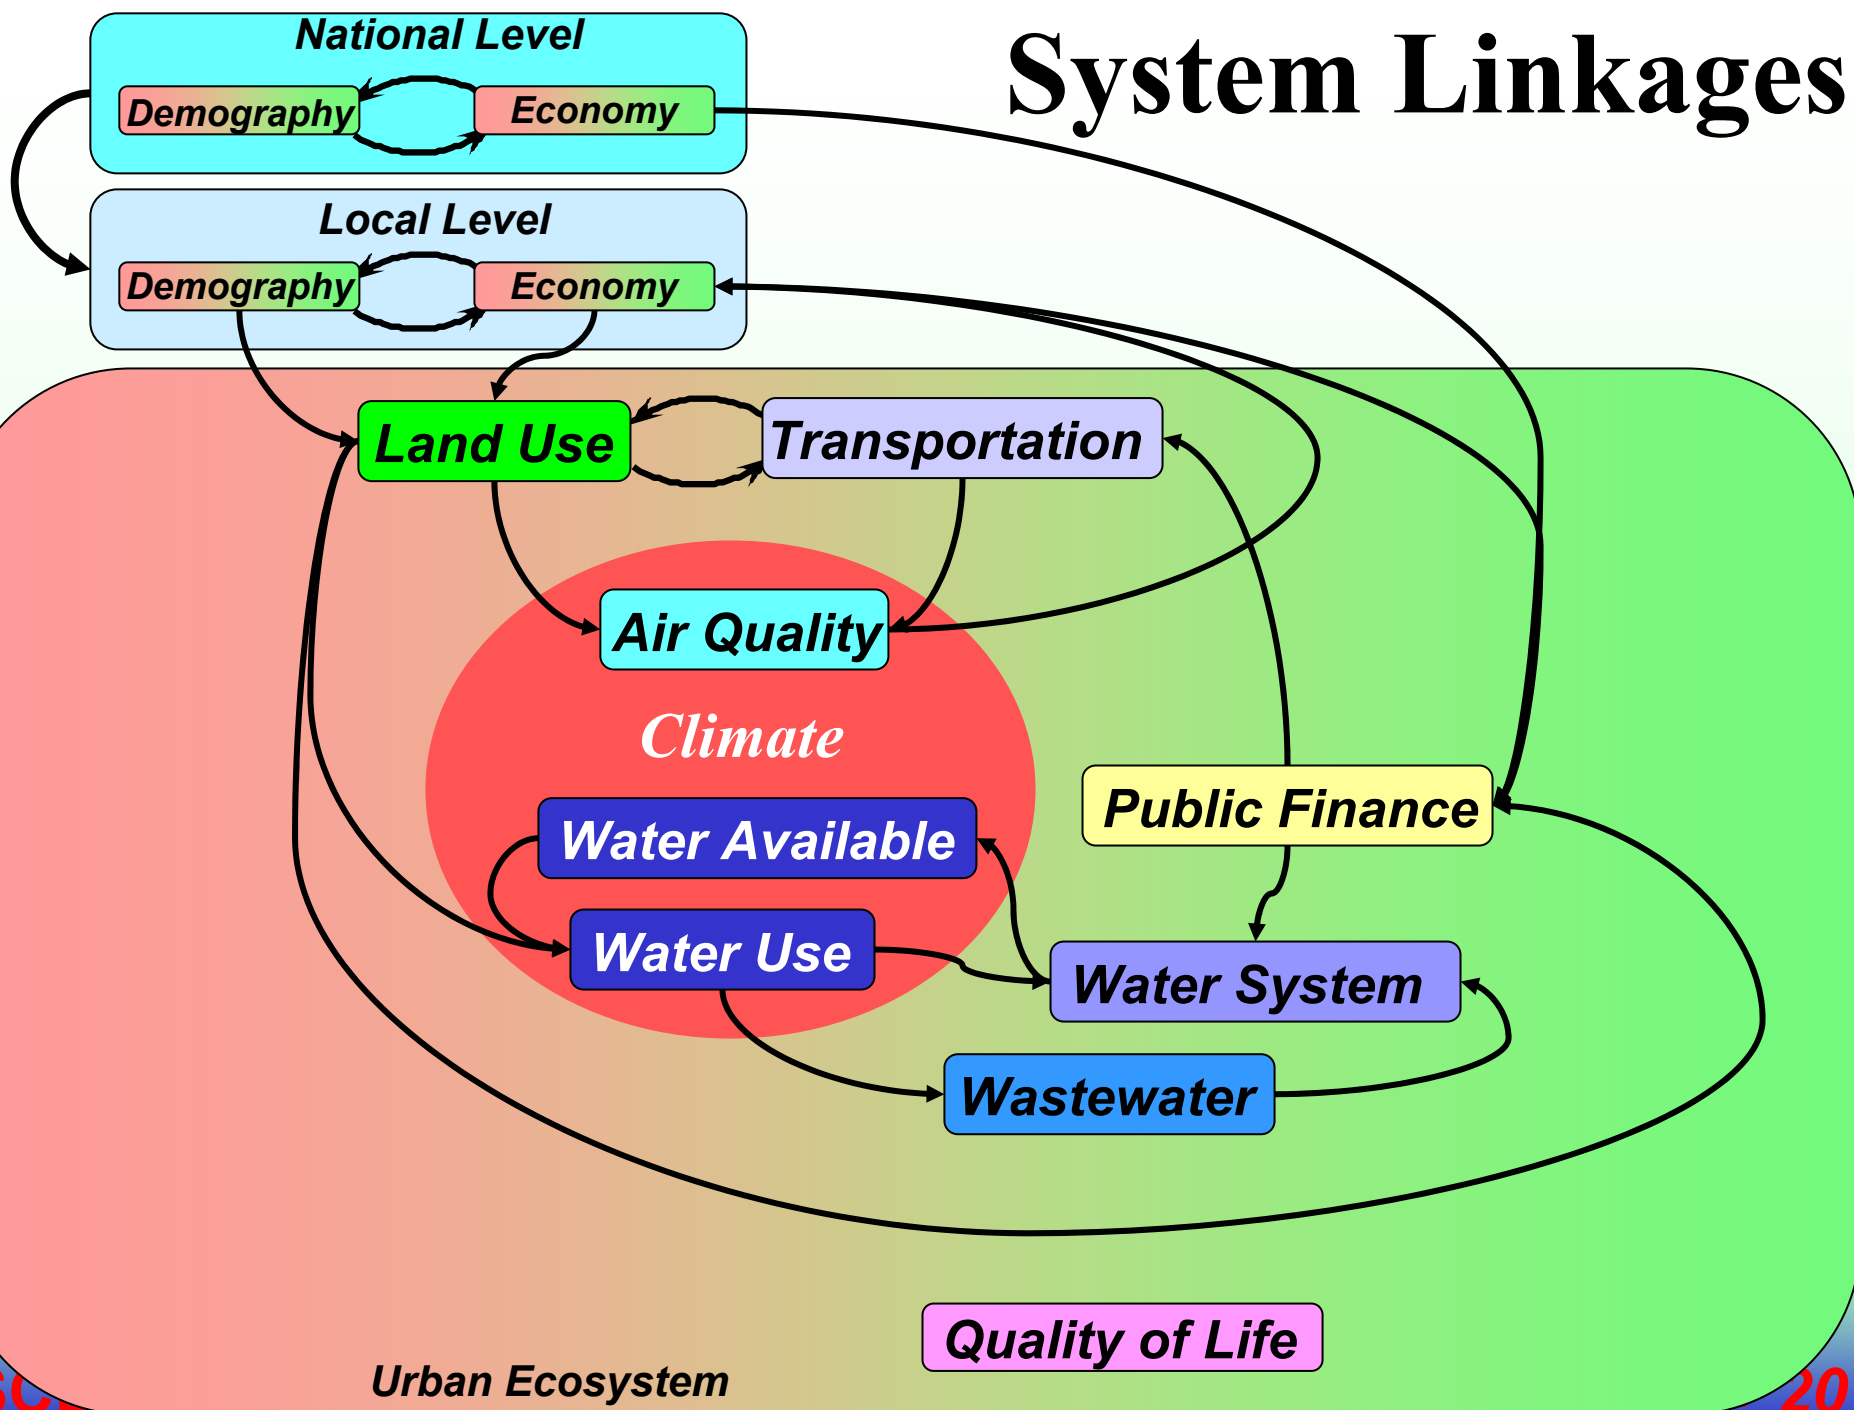 System Linkages
National Level
Demography
Economy
Local Level
Demography
Economy
Land Use
Transportation
Air Quality
Climate
Water Available
Public Finance
Water Use
Water System
Wastewater
Quality of Life
Urban Ecosystem
20